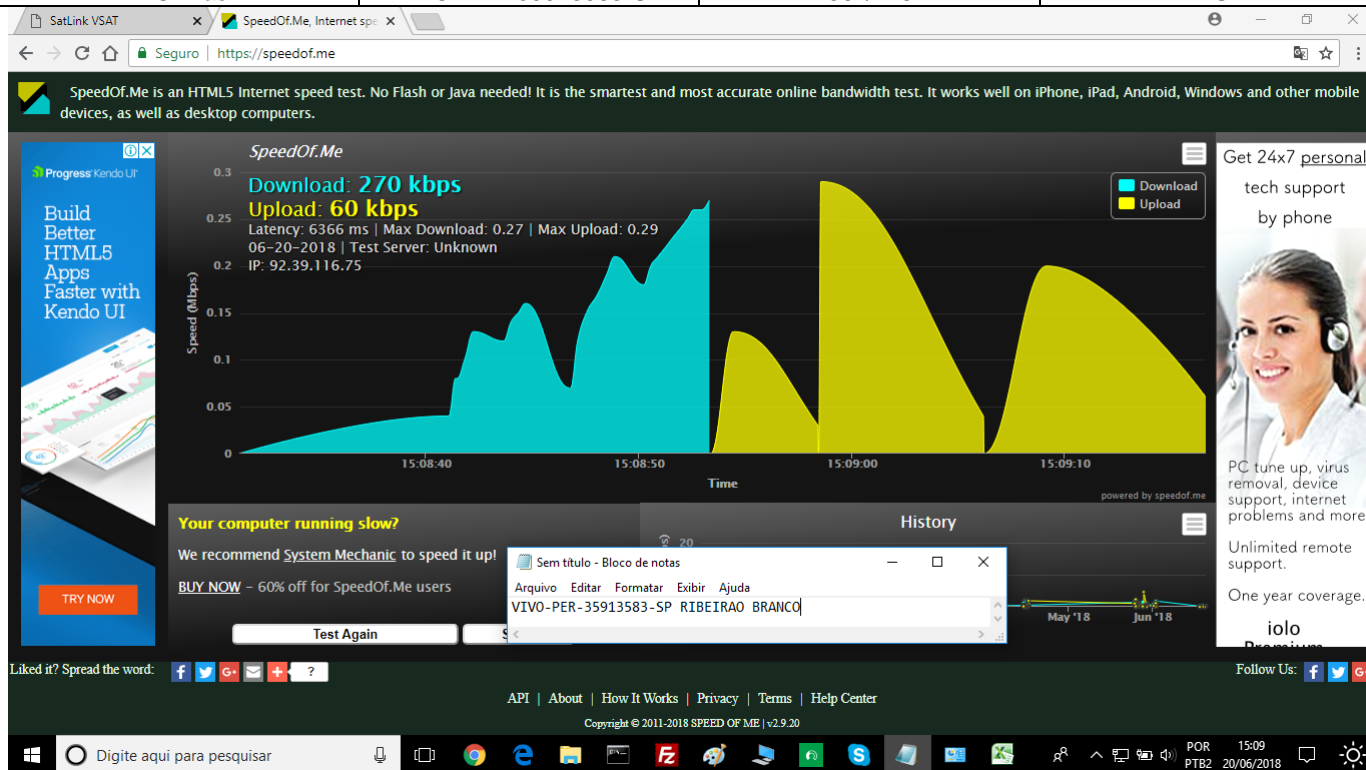 SatLink VSAT
SpeedOf.Me, Internet spe
Seguro | https://speedof.me
SpeedOf.Me is an HTML5 Internet speed test. No Flash or Java needed! It is the smartest and most accurate online bandwidth test. It works well on iPhone, iPad, Android, Windows and other mobile
devices, as well as desktop computers.
Progress Kendo UI
Build
Better
HTML5
Apps
Faster with
Kendo UI
TRY NOW
SpeedOf.Me
Download: 270 kbps
Upload: 60 kbps
Latency: 6366 ms | Max Download: 0.27 | Max Upload: 0.29
06-20-2018 | Test Server: Unknown
IP: 92.39.116.75
Download
Upload
Speed (Mbps)
0.3
0.25
0.2
0.15
0.1
0.05
0
15:08:40
15:08:50
15:09:00
15:09:10
Time
powered by speedof.me
Get 24x7 personal
tech support
by phone
PC tune up, virus
removal, device
support, internet
problems and more
Unlimited remote
support.
One year coverage.
iolo
Your computer running slow?
We recommend System Mechanic to speed it up!
BUY NOW – 60% off for SpeedOf.Me users
Test Again
History
20
May '18
Jun '18
Sem título - Bloco de notas
Arquivo Editar Formatar Exibir Ajuda
VIVO-PER-35913583-SP RIBEIRAO BRANCO
Liked it? Spread the word:
?
Follow Us:
API | About | How It Works | Privacy | Terms | Help Center
Copyright © 2011-2018 SPEED OF ME | v2.9.20
Digite aqui para pesquisar
POR
PTB2
15:09
20/06/2018